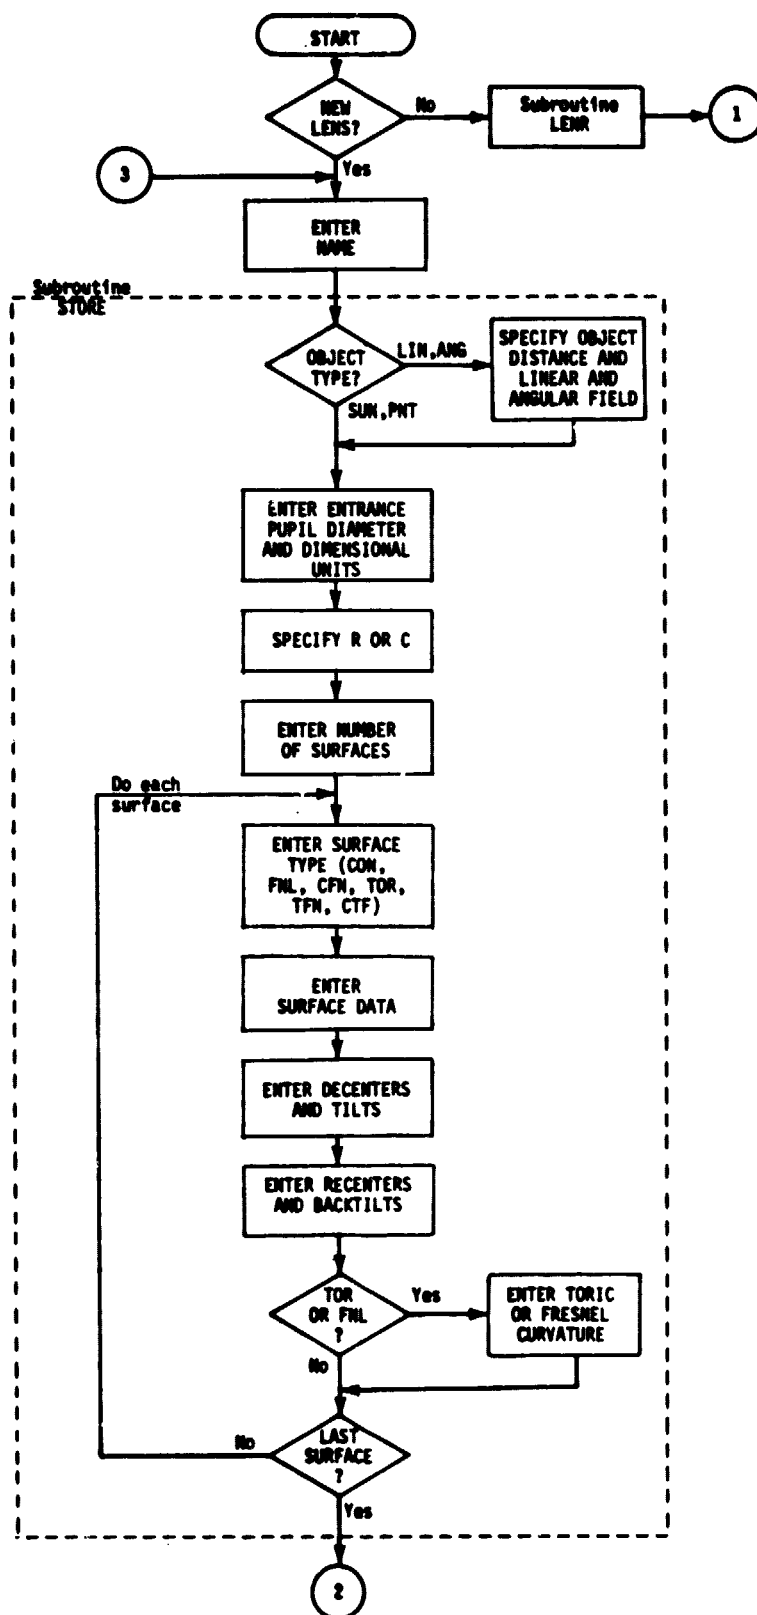 START
NEW
LENS?
No
Subroutine
LENR
1
Yes
3
ENTER
NAME
Subroutine
STORE
OBJECT
TYPE?
LIN,ANG
SPECIFY OBJECT
DISTANCE AND
LINEAR AND
ANGULAR FIELD
SUN,PNT
ENTER ENTRANCE
PUPIL DIAMETER
AND DIMENSIONAL
UNITS
SPECIFY R OR C
ENTER NUMBER
OF SURFACES
Do each
surface
ENTER SURFACE
TYPE (CON,
FNL, CFN, TOR,
TFN, CTF)
ENTER
SURFACE DATA
ENTER DECENTERS
AND TILTS
ENTER RECENTERS
AND BACKTILTS
TOR
OR FNL
?
Yes
ENTER TORIC
OR FRESNEL
CURVATURE
No
LAST
SURFACE
?
No
Yes
2